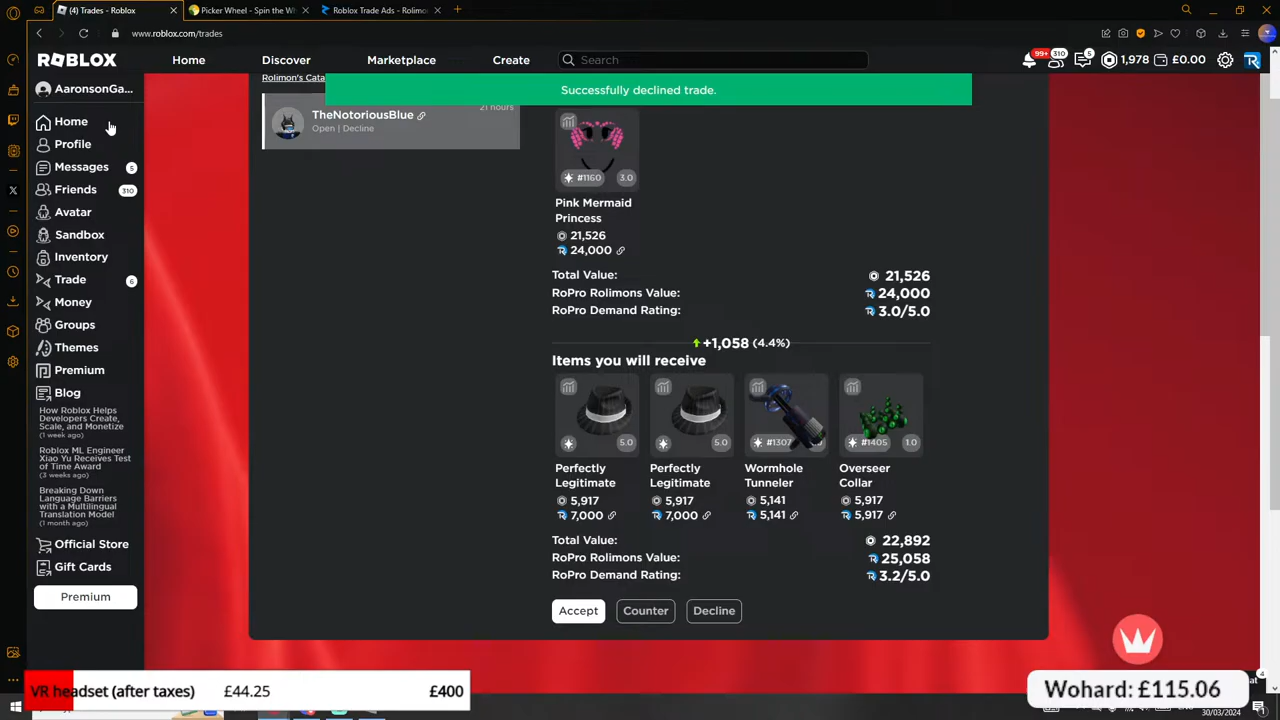 (4) Trades - Roblox
Picker Wheel - Spin the Wh
Roblox Trade Ads - Rolimo
www.roblox.com/trades
ROBLOX
Home
Discover
Marketplace
Create
Search
99+
310
5
1,978
£0.00
AaronsonGa...
Home
Profile
Messages
5
Friends
310
Avatar
Sandbox
Inventory
Trade
6
Money
Groups
Themes
Premium
Blog
How Roblox Helps
Developers Create,
Scale, and Monetize
(1 week ago)
Roblox ML Engineer
Xiao Yu Receives Test
of Time Award
(3 weeks ago)
Breaking Down
Language Barriers
with a Multilingual
Translation Model
(1 month ago)
Official Store
Gift Cards
Premium
Rolimon's Cata
Successfully declined trade.
TheNotoriousBlue
21 hours
Open | Decline
#1160
3.0
Pink Mermaid
Princess
21,526
24,000
Total Value:
21,526
RoPro Rolimons Value:
24,000
RoPro Demand Rating:
3.0/5.0
+1,058 (4.4%)
Items you will receive
5.0
5.0
#1307
#1405
1.0
Perfectly
Legitimate
5,917
7,000
Perfectly
Legitimate
5,917
7,000
Wormhole
Tunneler
5,141
5,141
Overseer
Collar
5,917
5,917
Total Value:
22,892
RoPro Rolimons Value:
25,058
RoPro Demand Rating:
3.2/5.0
Accept
Counter
Decline
VR headset (after taxes)
£44.25
£400
Wohard: £115.06
30/03/2024